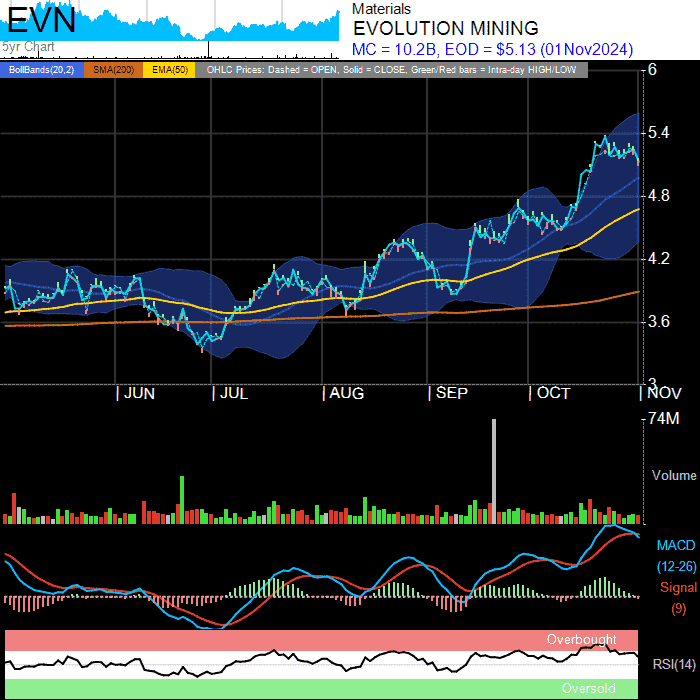 EVN
5yr Chart
Materials
EVOLUTION MINING
MC = 10.2B, EOD = $5.13 (01Nov2024)
BollBands(20,2) SMA(200) EMA(50) OHLC Prices: Dashed = OPEN, Solid = CLOSE, Green/Red bars = Intra-day HIGH/LOW
6
5.4
4.8
4.2
3.6
3
JUN JUL AUG SEP OCT NOV
74M
Volume
MACD
(12-26)
Signal
(9)
Overbought
RSI(14)
Oversold